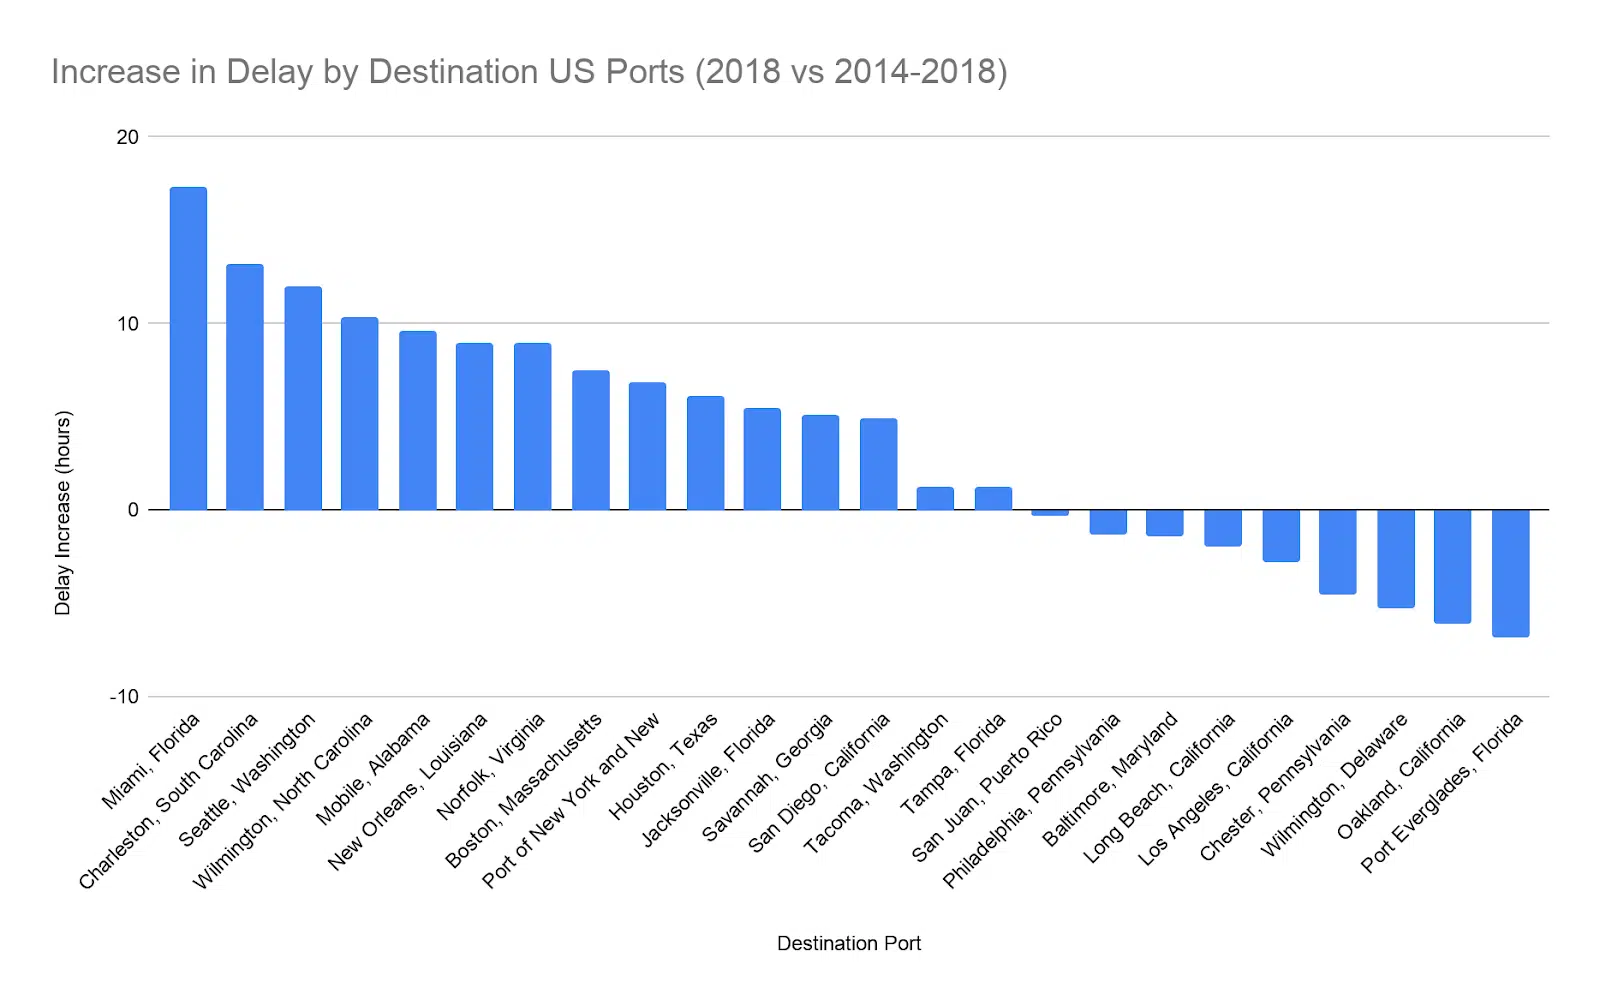 Increase in Delay by Destination US Ports (2018 vs 2014-2018)
20
10
0
-10
Delay Increase (hours)
Miami, Florida
Charleston, South Carolina
Seattle, Washington
Wilmington, North Carolina
Mobile, Alabama
New Orleans, Louisiana
Norfolk, Virginia
Boston, Massachusetts
Port of New York and New
Houston, Texas
Jacksonville, Florida
Savannah, Georgia
San Diego, California
Tacoma, Washington
Tampa, Florida
San Juan, Puerto Rico
Philadelphia, Pennsylvania
Baltimore, Maryland
Long Beach, California
Los Angeles, California
Chester, Pennsylvania
Wilmington, Delaware
Oakland, California
Port Everglades, Florida
Destination Port